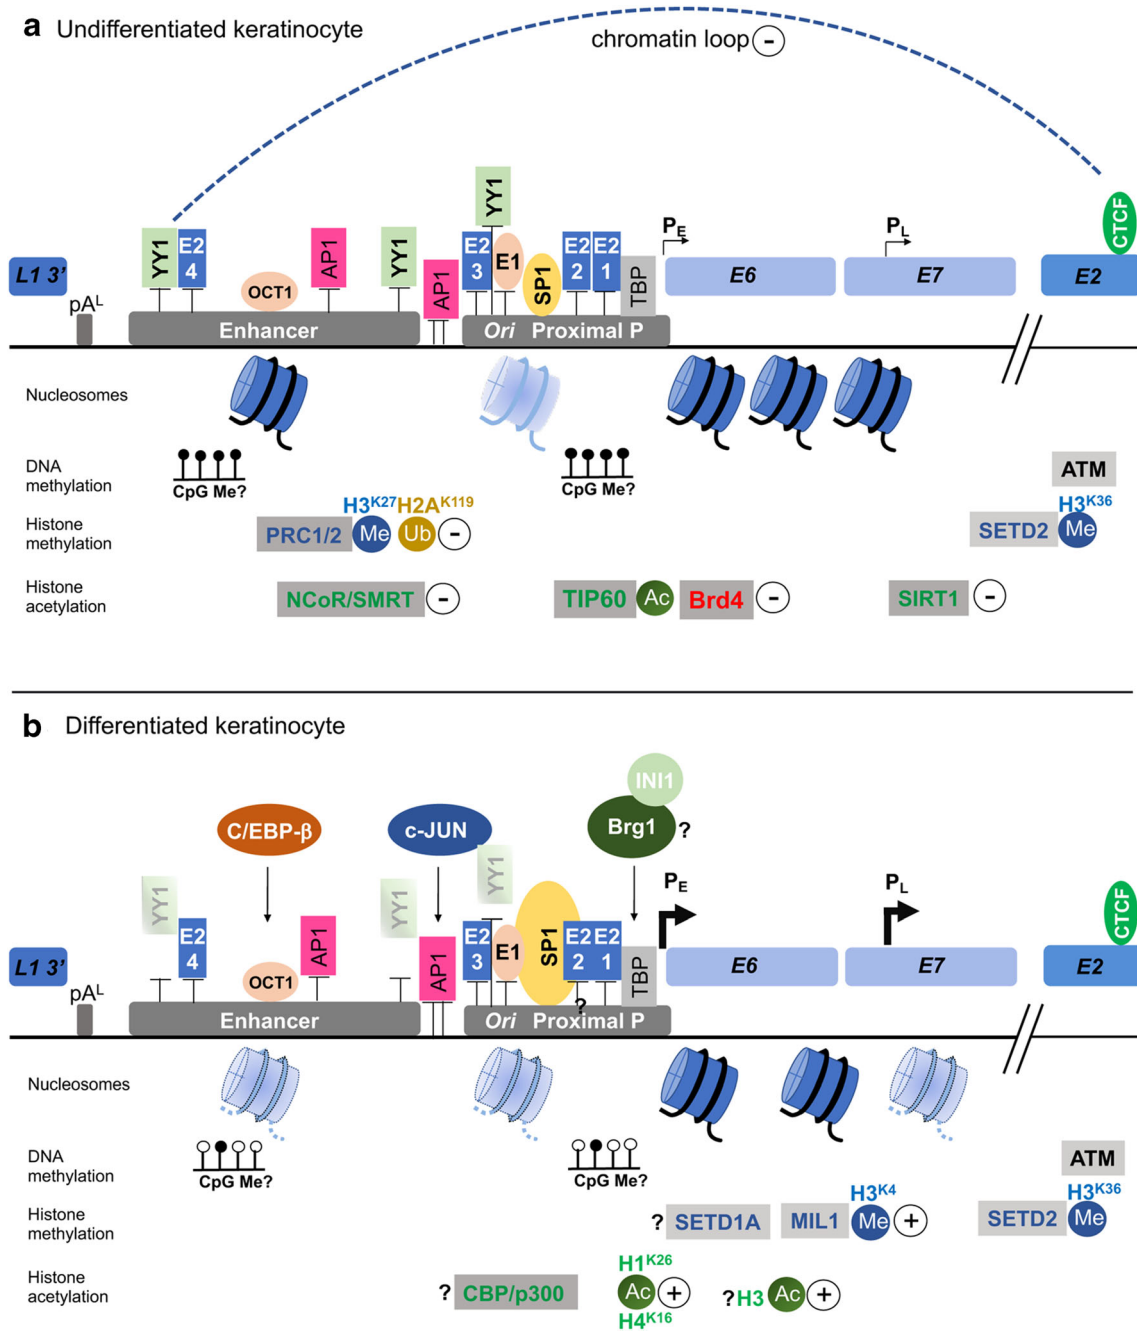 a Undifferentiated keratinocyte
chromatin loop -
YY1
CTCF
YY1
E2
4
AP1
YY1
E2
3
E1
E2
2
E2
1
PE
PL
L1 3'
OCT1
AP1
SP1
TBP
E6
E7
E2
pAL
Enhancer
Ori
Proximal P
Nucleosomes
DNA
methylation
CpG Me?
CpG Me?
ATM
Histone
methylation
H3K27
H2AK119
H3K36
PRC1/2
Me
Ub
-
SETD2
Me
Histone
acetylation
NCoR/SMRT
-
TIP60
Ac
Brd4
-
SIRT1
-
b Differentiated keratinocyte
INI1
C/EBP-β
c-JUN
Brg1
?
YY1
YY1
YY1
PE
PL
CTCF
L1 3'
E2
4
AP1
AP1
E2
3
E1
SP1
E2
2
E2
1
TBP
E6
E7
E2
OCT1
pAL
?
Enhancer
Ori
Proximal P
Nucleosomes
DNA
methylation
CpG Me?
CpG Me?
ATM
Histone
methylation
H3K4
H3K36
? SETD1A
MIL1
Me
+
SETD2
Me
Histone
acetylation
? CBP/p300
H1K26
Ac
+
H4K16
?H3
Ac
+